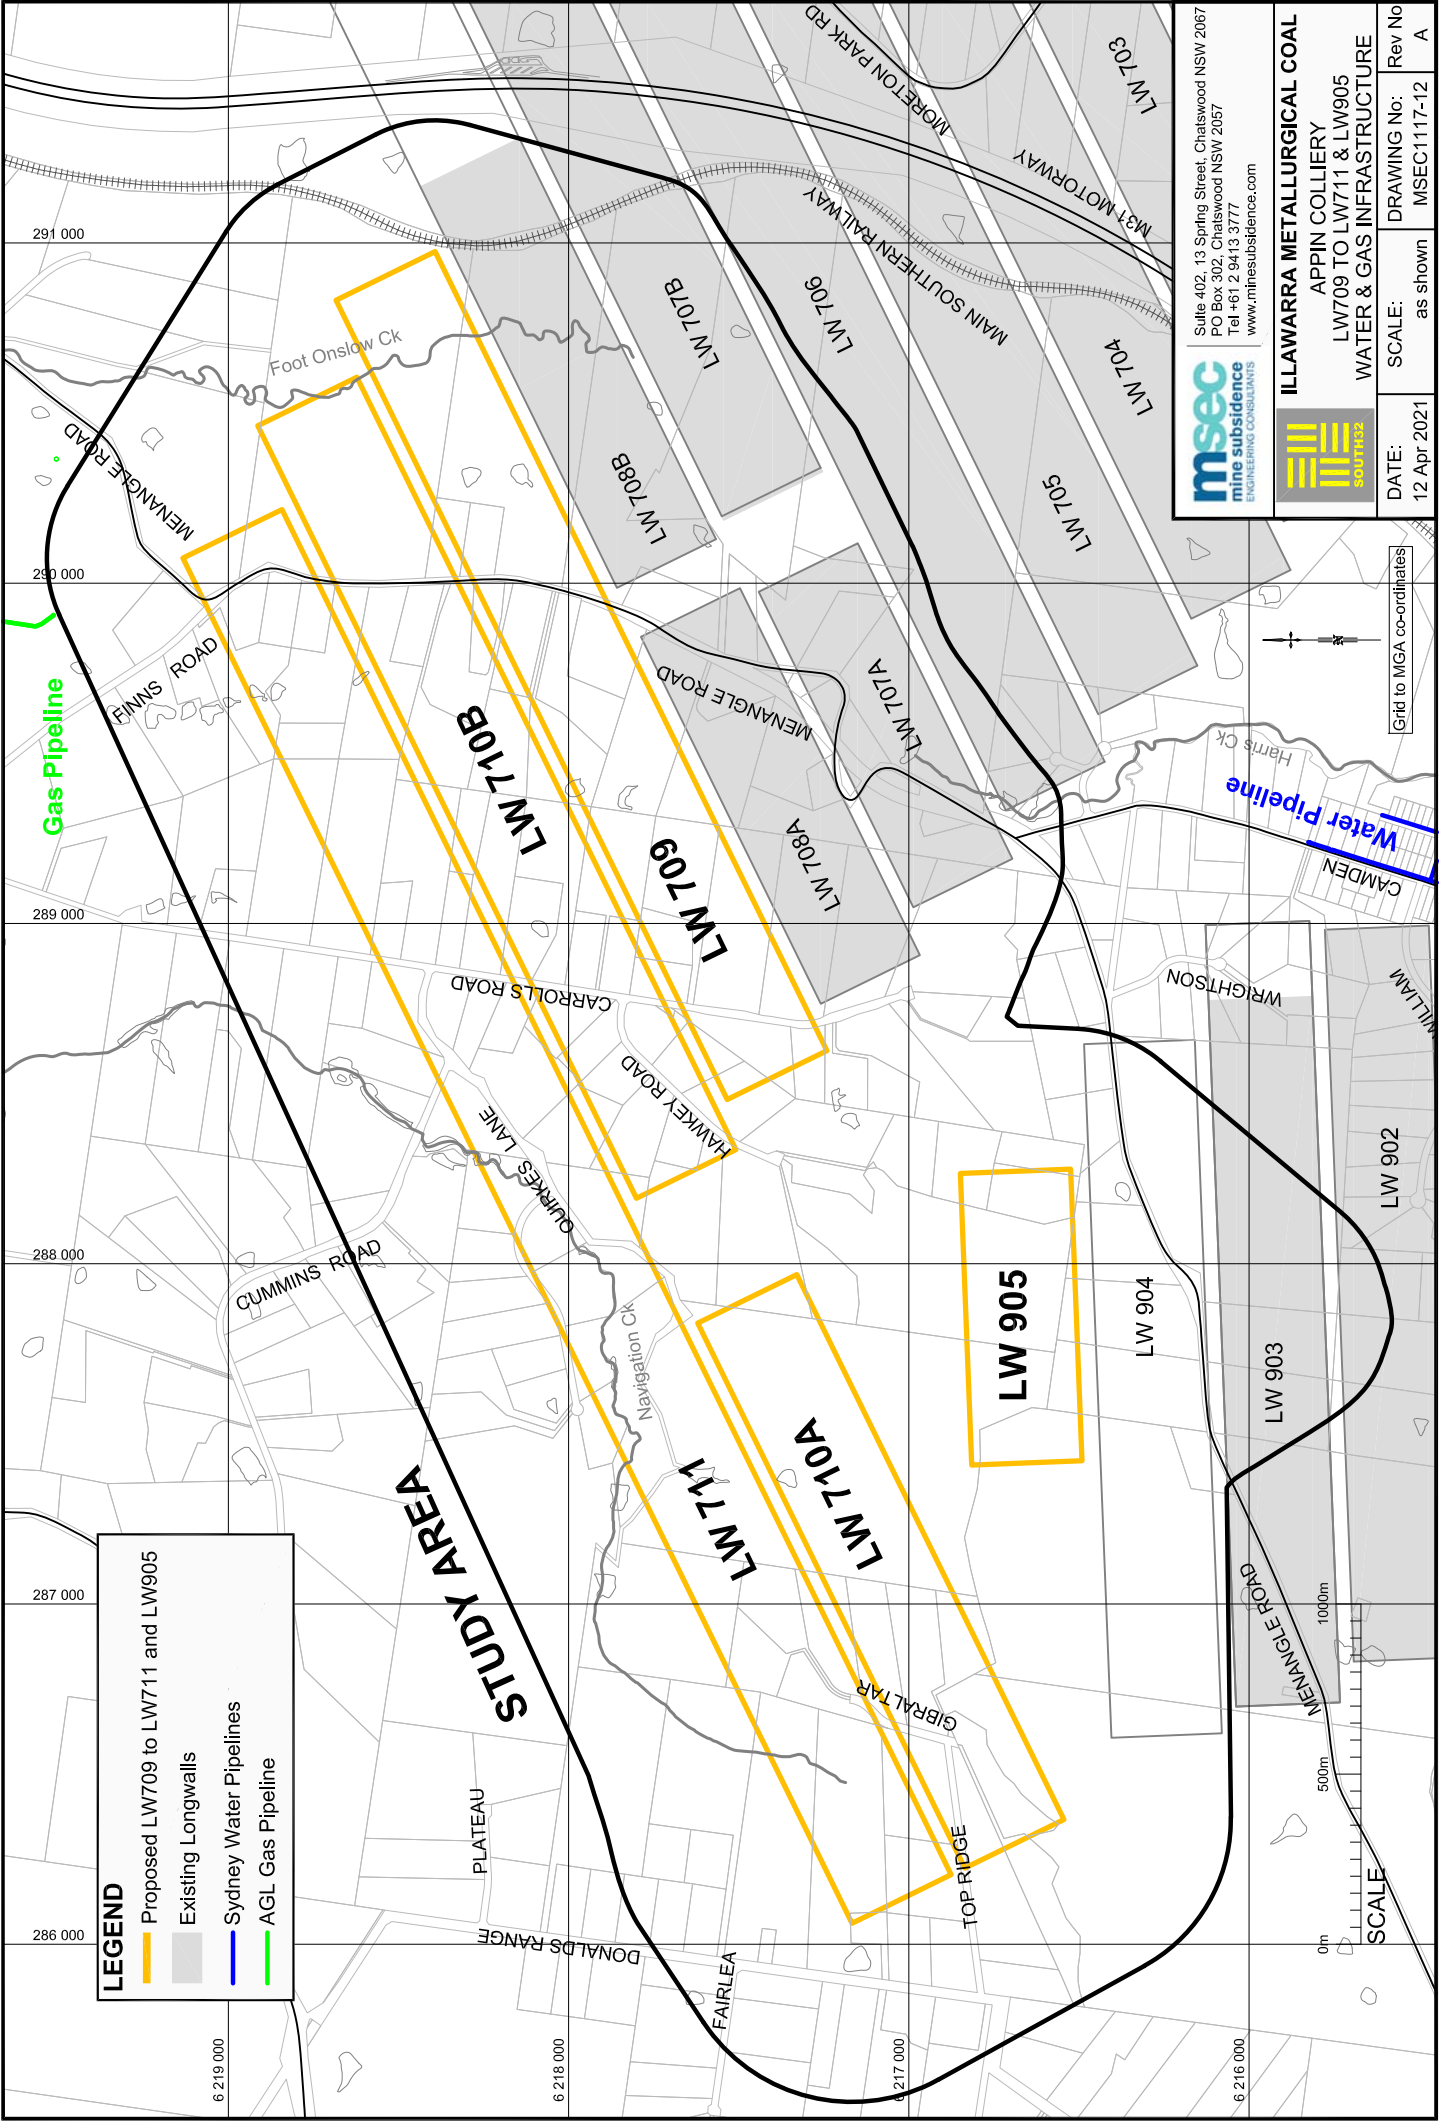 LEGEND
Proposed LW709 to LW711 and LW905
Existing Longwalls
Sydney Water Pipelines
AGL Gas Pipeline
6 219 000
6 218 000
6 217 000
6 216 000
286 000
287 000
288 000
289 000
290 000
291 000
STUDY AREA
Gas Pipeline
Water Pipeline
LW 711
LW 710A
LW 710B
LW 709
LW 905
LW 904
LW 903
LW 902
LW 708A
LW 707A
LW 708B
LW 707B
LW 706
LW 705
LW 704
LW 703
PLATEAU
DONALDS RANGE
FAIRLEA
TOP RIDGE
GIBRALTAR
Navigation Ck
CUMMINS ROAD
QUIRKES LANE
HAWKEY ROAD
CARROLLS ROAD
FINNS ROAD
MENANGLE ROAD
MENANGLE ROAD
MENANGLE ROAD
Foot Onslow Ck
Harris Ck
CAMDEN
WRIGHTSON
WILLIAM
MAIN SOUTHERN RAILWAY
M31 MOTORWAY
MORETON PARK RD
SCALE
0m
500m
1000m
Grid to MGA co-ordinates
N
msec
mine subsidence
ENGINEERING CONSULTANTS
Suite 402, 13 Spring Street, Chatswood NSW 2067
PO Box 302, Chatswood NSW 2057
Tel +61 2 9413 3777
www.minesubsidence.com
SOUTH32
ILLAWARRA METALLURGICAL COAL
APPIN COLLIERY
LW709 TO LW711 & LW905
WATER & GAS INFRASTRUCTURE
DATE:
12 Apr 2021
SCALE:
as shown
DRAWING No:
MSEC1117-12
Rev No
A